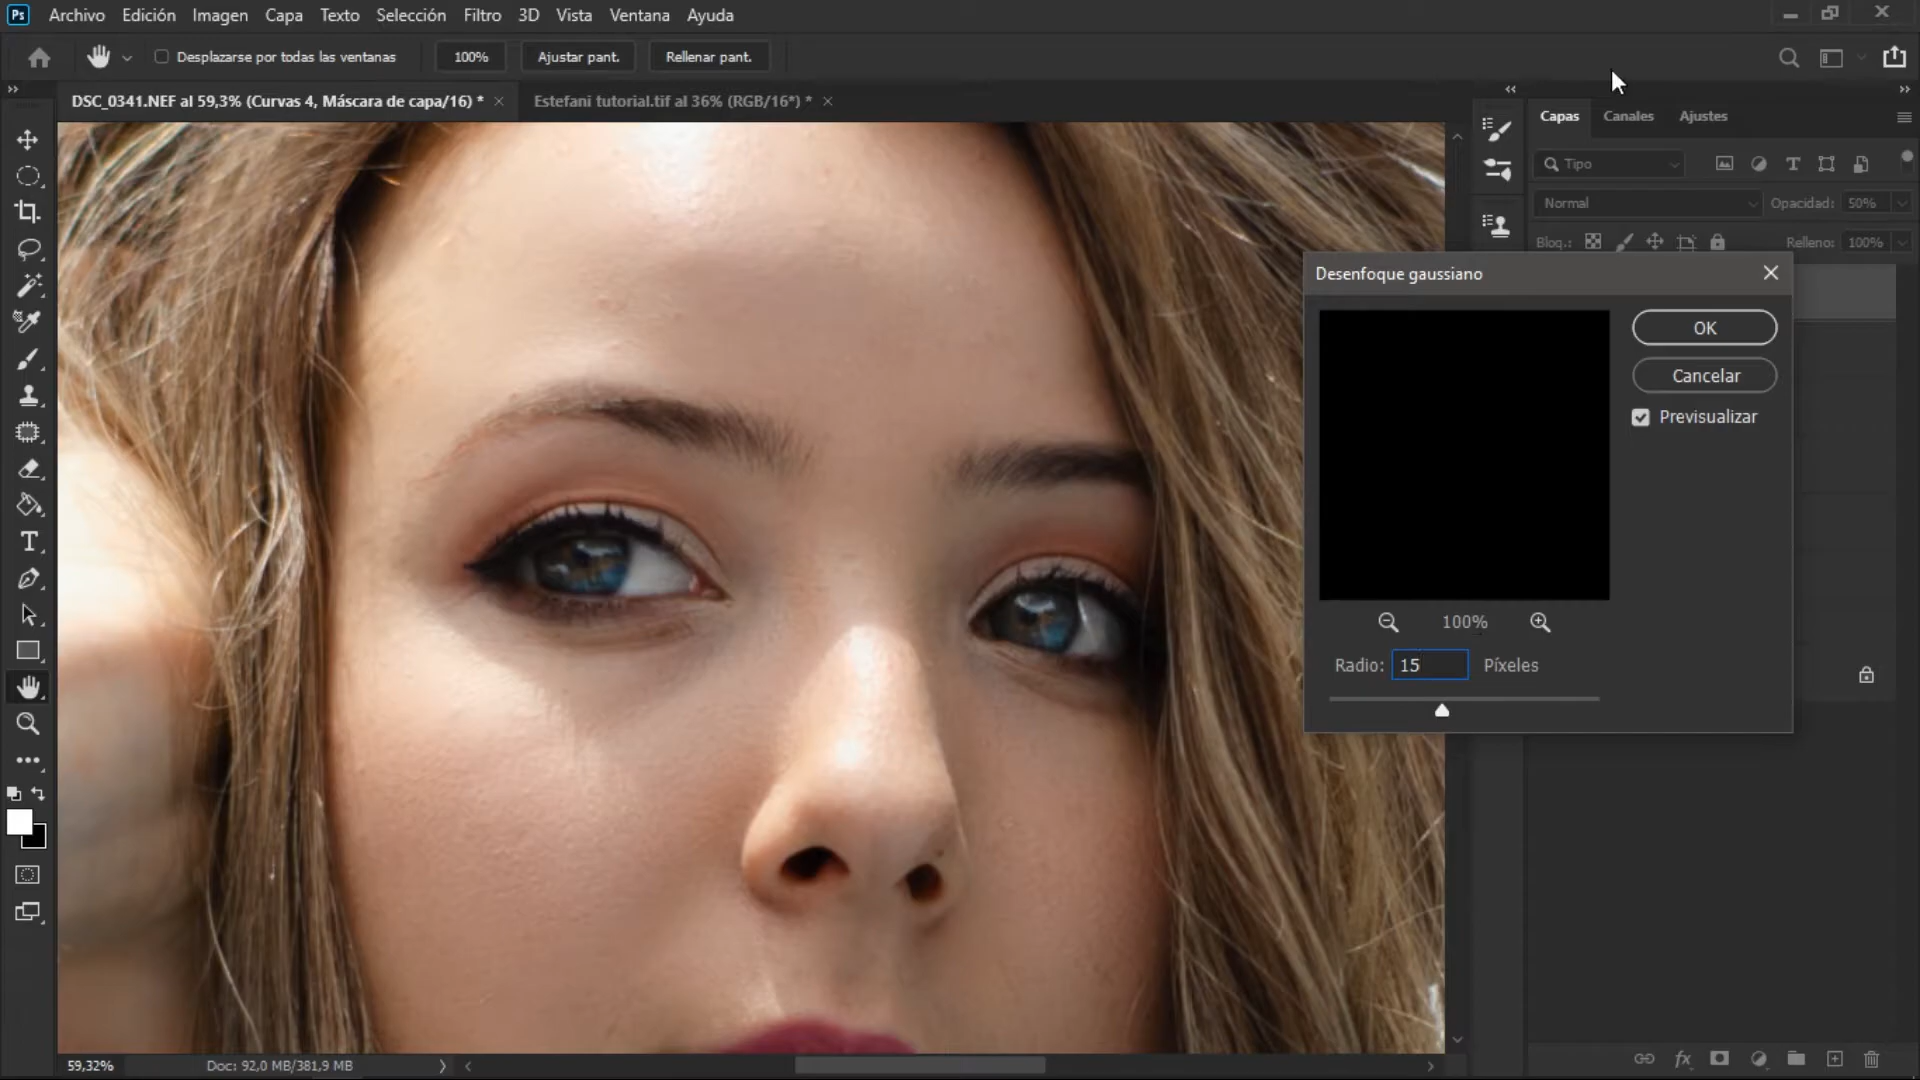 Ps Archivo Edición Imagen Capa Texto Selección Filtro 3D Vista Ventana Ayuda
Desplazarse por todas las ventanas 100% Ajustar pant. Rellenar pant.
DSC_0341.NEF al 59,3% (Curvas 4, Máscara de capa/16) * × Estefani tutorial.tif al 36% (RGB/16*) * ×
Capas Canales Ajustes
Tipo
Normal Opacidad: 50%
Bloq.: Relleno: 100%
Desenfoque gaussiano
OK
Cancelar
Previsualizar
100%
Radio: 15 Píxeles
59,32% Doc: 92,0 MB/381,9 MB
fx